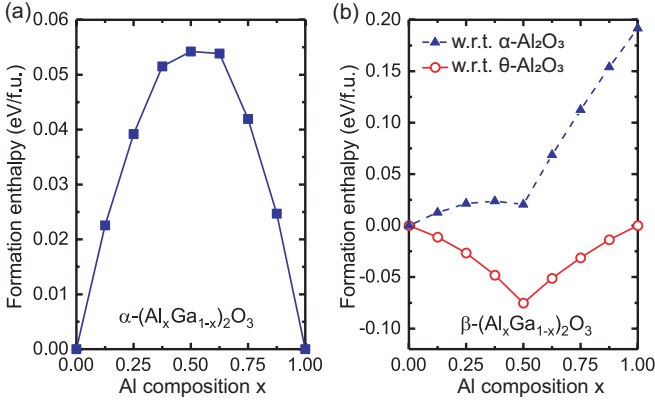 (a)
0.06
0.05
0.04
0.03
0.02
0.01
0.00
Formation enthalpy (eV/f.u.)
α-(AlₓGa₁₋ₓ)₂O₃
0.00 0.25 0.50 0.75 1.00
Al composition x
(b)
0.20
0.15
0.10
0.05
0.00
-0.05
-0.10
Formation enthalpy (eV/f.u.)
w.r.t. α-Al₂O₃
w.r.t. θ-Al₂O₃
β-(AlₓGa₁₋ₓ)₂O₃
0.00 0.25 0.50 0.75 1.00
Al composition x